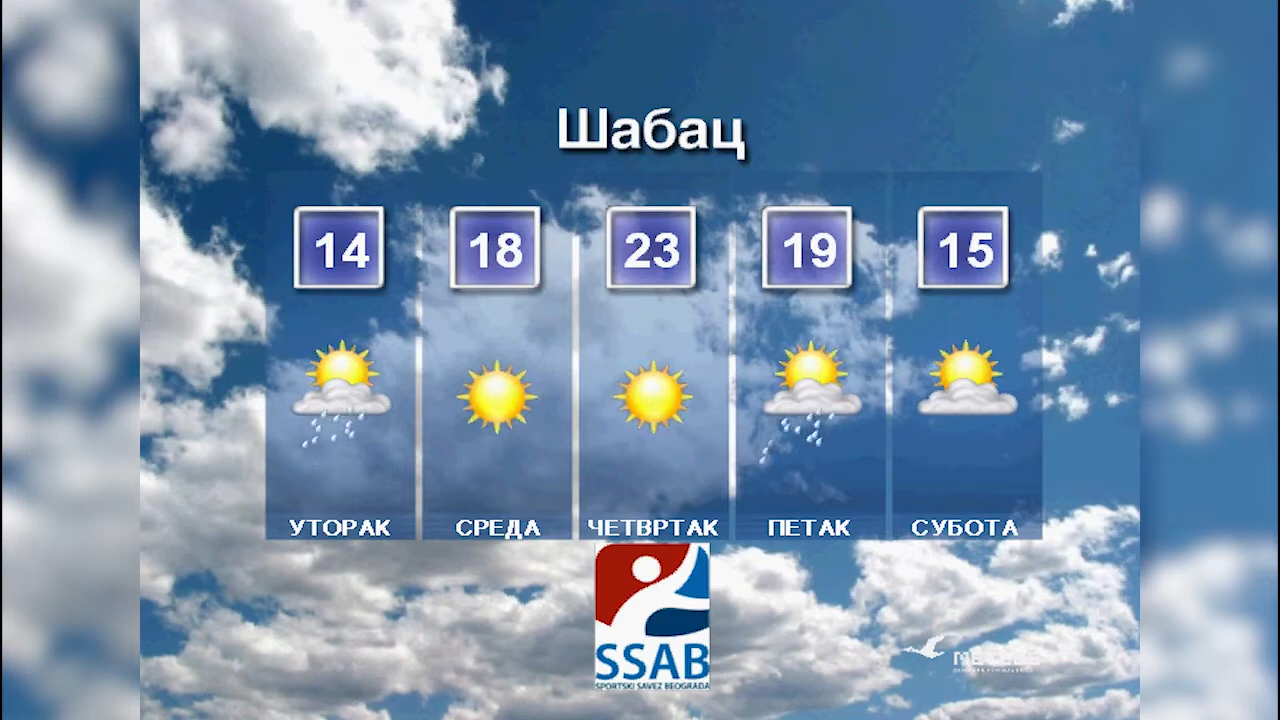 Шабац
14 18 23 19 15
УТОРАК СРЕДА ЧЕТВРТАК ПЕТАК СУБОТА
SSAB
SPORTSKI SAVEZ BEOGRADA